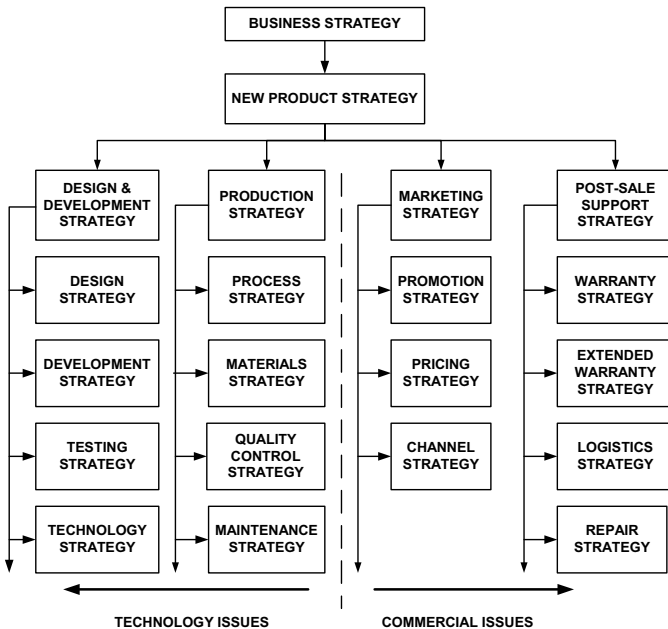 BUSINESS STRATEGY
NEW PRODUCT STRATEGY
DESIGN &
DEVELOPMENT
STRATEGY
PRODUCTION
STRATEGY
MARKETING
STRATEGY
POST-SALE
SUPPORT
STRATEGY
DESIGN
STRATEGY
PROCESS
STRATEGY
PROMOTION
STRATEGY
WARRANTY
STRATEGY
DEVELOPMENT
STRATEGY
MATERIALS
STRATEGY
PRICING
STRATEGY
EXTENDED
WARRANTY
STRATEGY
TESTING
STRATEGY
QUALITY
CONTROL
STRATEGY
CHANNEL
STRATEGY
LOGISTICS
STRATEGY
TECHNOLOGY
STRATEGY
MAINTENANCE
STRATEGY
REPAIR
STRATEGY
TECHNOLOGY ISSUES
COMMERCIAL ISSUES